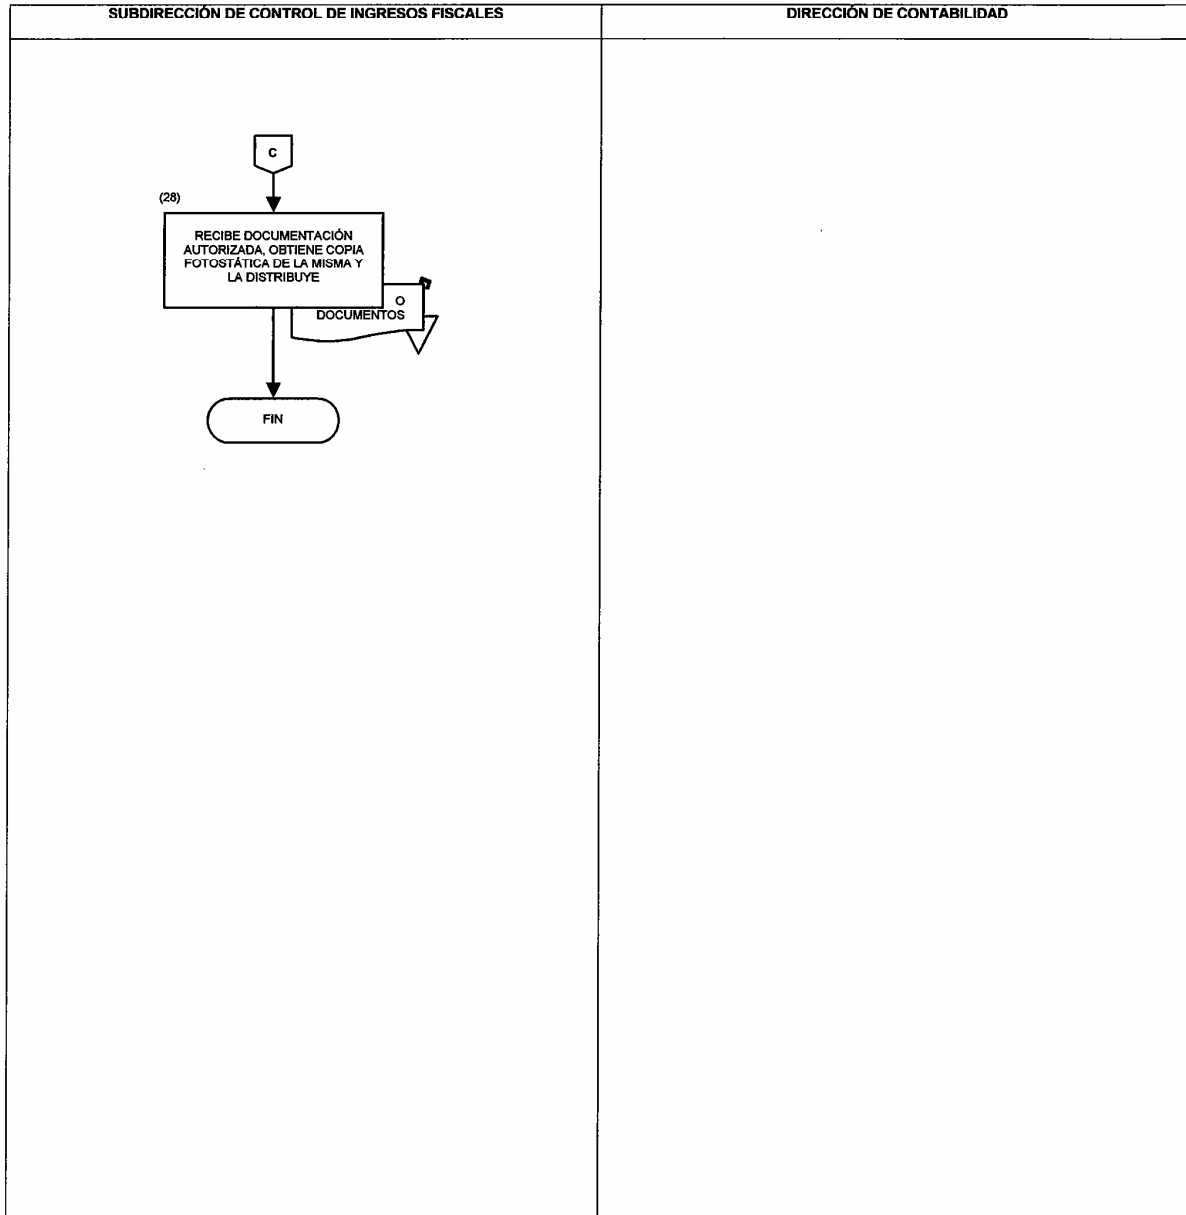 SUBDIRECCIÓN DE CONTROL DE INGRESOS FISCALES
DIRECCIÓN DE CONTABILIDAD
C
(28)
RECIBE DOCUMENTACIÓN
AUTORIZADA, OBTIENE COPIA
FOTOSTÁTICA DE LA MISMA Y
LA DISTRIBUYE
O
DOCUMENTOS
FIN